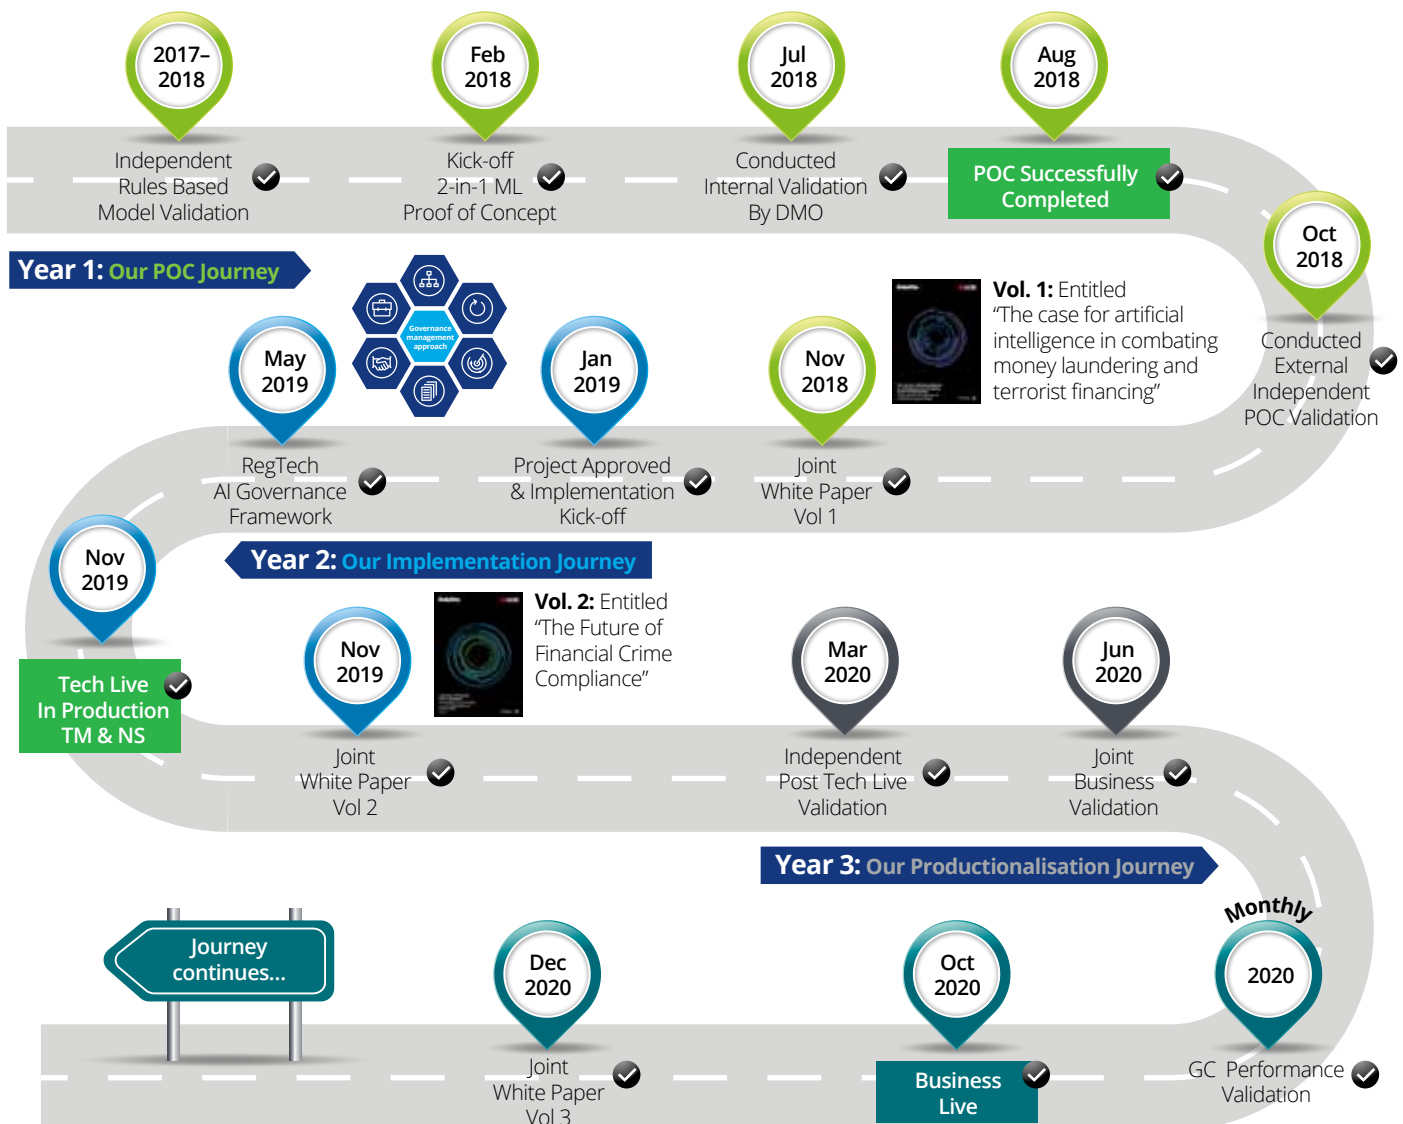 2017–
2018
Feb
2018
Jul
2018
Aug
2018
Independent
Rules Based
Model Validation
Kick-off
2-in-1 ML
Proof of Concept
Conducted
Internal Validation
By DMO
POC Successfully
Completed
Oct
2018
Conducted
External
Independent
POC Validation
Year 1: Our POC Journey
Governance
management
approach
Vol. 1: Entitled
“The case for artificial
intelligence in combating
money laundering and
terrorist financing”
May
2019
Jan
2019
Nov
2018
RegTech
AI Governance
Framework
Project Approved
& Implementation
Kick-off
Joint
White Paper
Vol 1
Nov
2019
Year 2: Our Implementation Journey
Tech Live
In Production
TM & NS
Nov
2019
Vol. 2: Entitled
“The Future of
Financial Crime
Compliance”
Mar
2020
Jun
2020
Joint
White Paper
Vol 2
Independent
Post Tech Live
Validation
Joint
Business
Validation
Year 3: Our Productionalisation Journey
Monthly
2020
GC Performance
Validation
Oct
2020
Business
Live
Dec
2020
Joint
White Paper
Vol 3
Journey
continues...